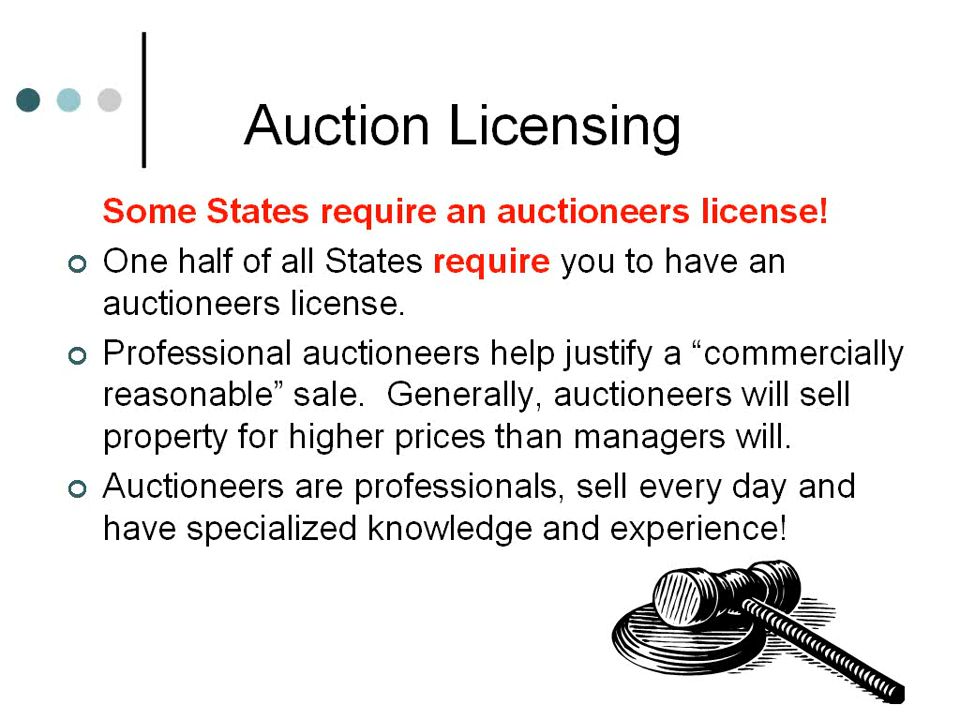 Auction Licensing
Some States require an auctioneers license!
One half of all States require you to have an
auctioneers license.
Professional auctioneers help justify a “commercially
reasonable” sale.  Generally, auctioneers will sell
property for higher prices than managers will.
Auctioneers are professionals, sell every day and
have specialized knowledge and experience!